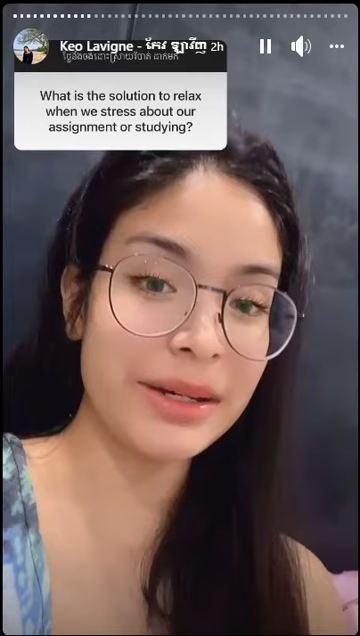 Keo Lavigne - កែវ ឡាវីញ 2h
What is the solution to relax
when we stress about our
assignment or studying?